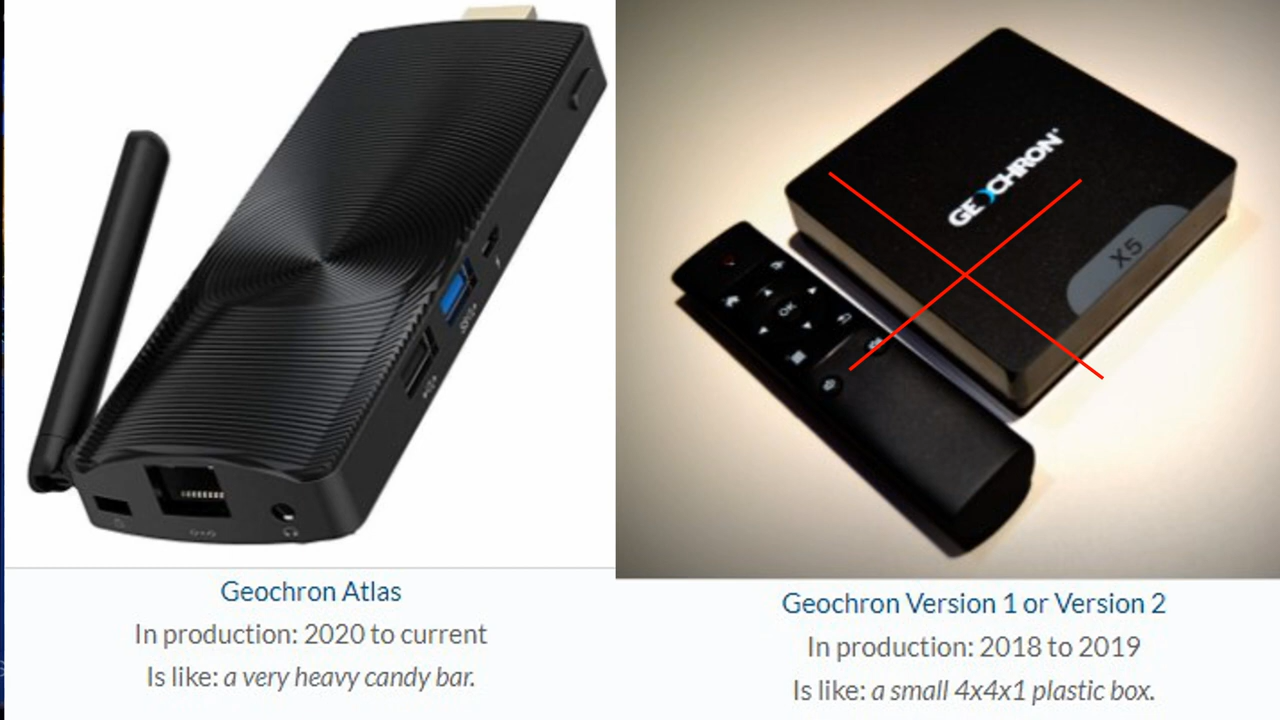 GEOCHRON
X5
OK
Geochron Atlas
In production: 2020 to current
Is like: a very heavy candy bar.
Geochron Version 1 or Version 2
In production: 2018 to 2019
Is like: a small 4x4x1 plastic box.